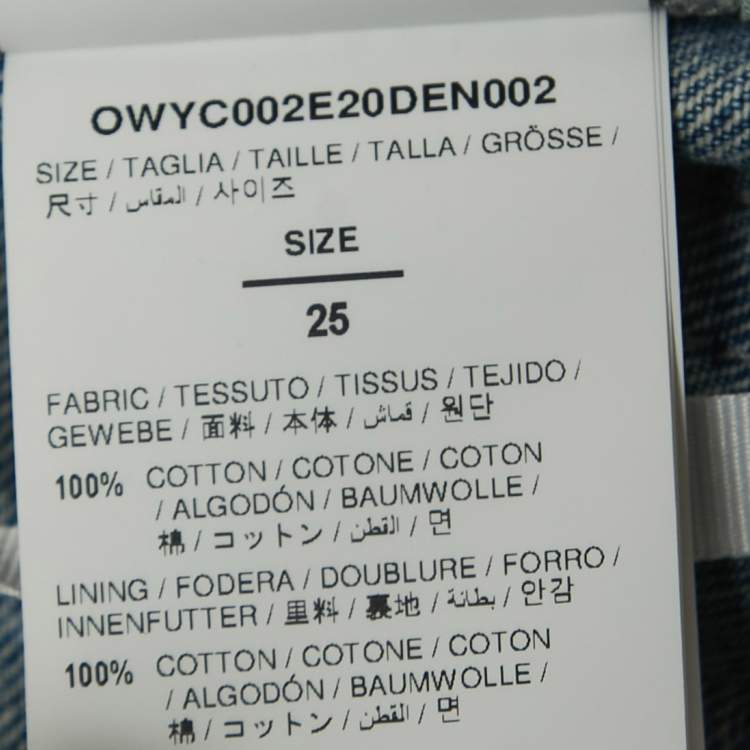 OWYC002E20DEN002
SIZE / TAGLIA / TAILLE / TALLA / GRÖSSE /
尺寸 / المقاس / 사이즈
SIZE
25
FABRIC / TESSUTO / TISSUS / TEJIDO /
GEWEBE / 面料 / 本体 / قماش / 원단
100% COTTON / COTONE / COTON
/ ALGODÓN / BAUMWOLLE /
棉 / コットン / القطن / 면
LINING / FODERA / DOUBLURE / FORRO /
INNENFUTTER / 里料 / 裏地 / بطانة / 안감
100% COTTON / COTONE / COTON
/ ALGODÓN / BAUMWOLLE /
棉 / コットン / القطن / 면